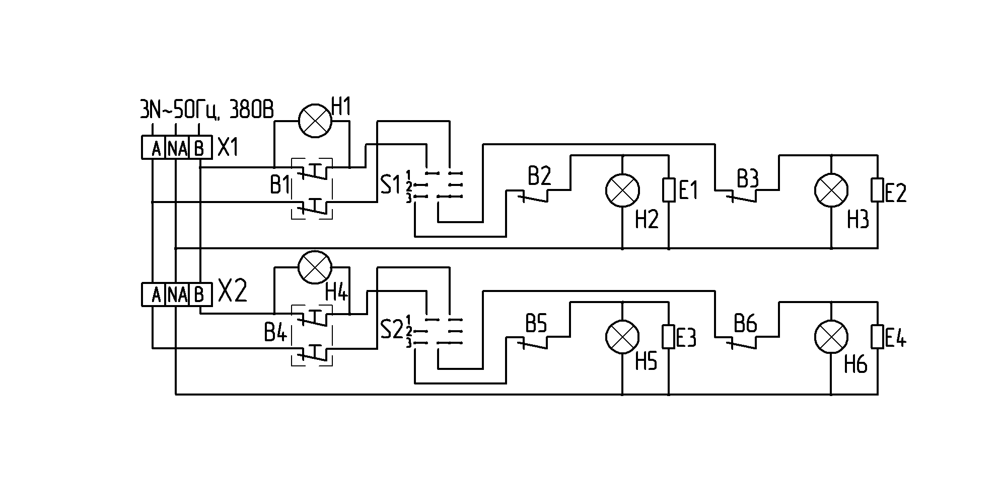 3N~50Гц, 380В
H1
A NA B X1
B1
S1 1
2
3
B2
H2
E1
B3
H3
E2
A NA B X2
H4
B4
S2 1
2
3
B5
H5
E3
B6
H6
E4